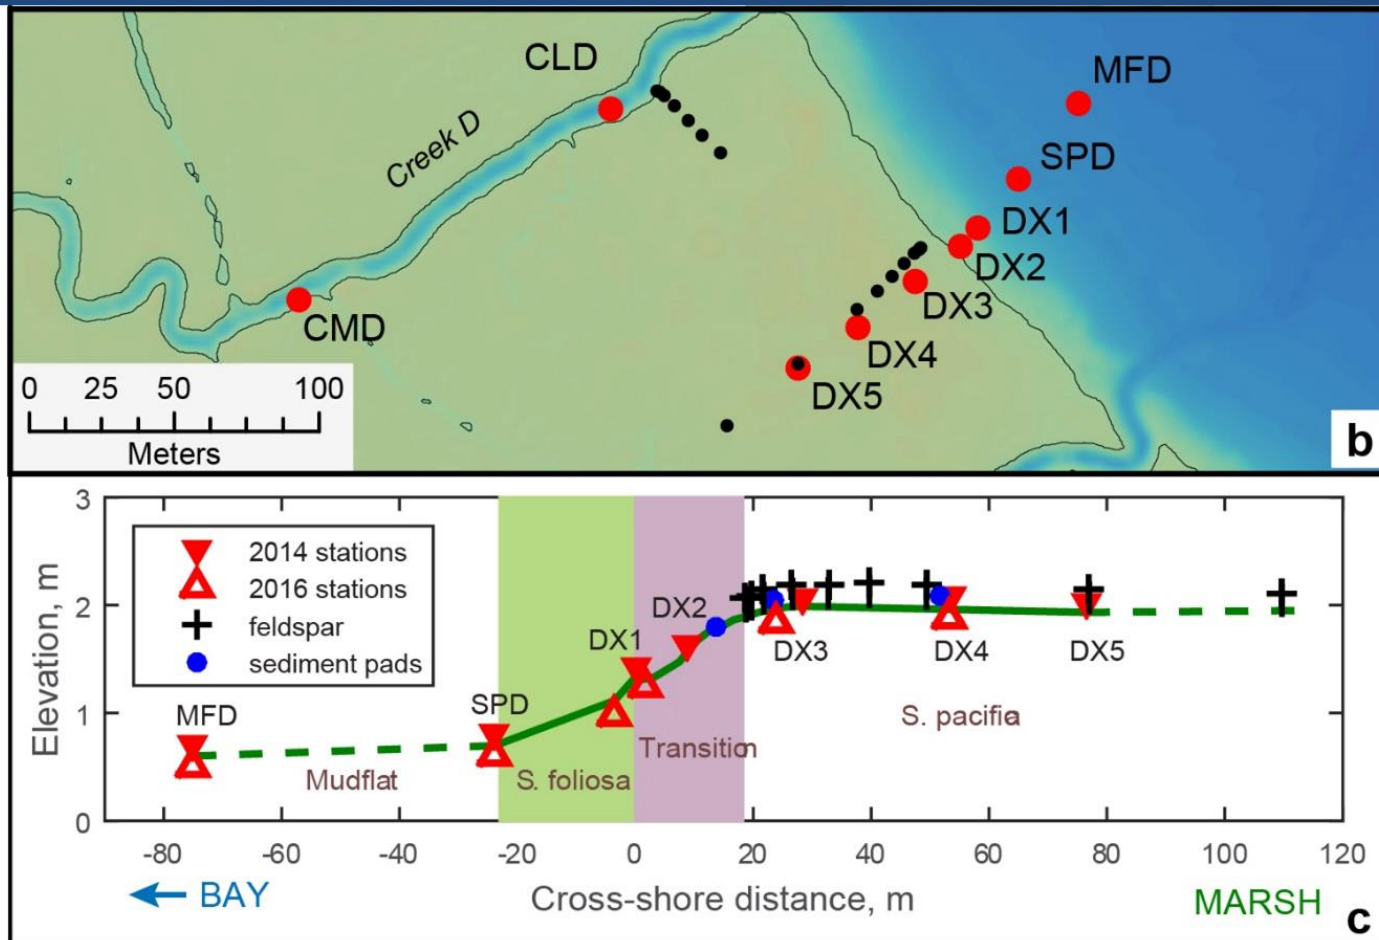 CLD
MFD
Creek D
SPD
DX1
DX2
DX3
CMD
DX4
DX5
0 25 50 100
Meters
b
3
2
1
0
Elevation, m
2014 stations
2016 stations
feldspar
sediment pads
MFD
SPD
DX1
DX2
DX3
DX4
DX5
Mudflat
S. foliosa
Transition
S. pacifica
-80 -60 -40 -20 0 20 40 60 80 100 120
BAY
Cross-shore distance, m
MARSH
c